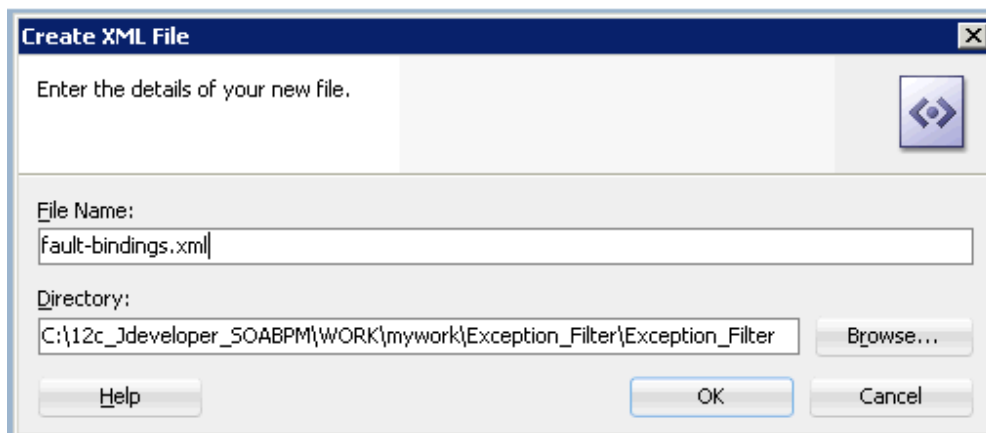 Create XML File
Enter the details of your new file.
File Name:
fault-bindings.xml
Directory:
C:\12c_Jdeveloper_SOABPM\WORK\mywork\Exception_Filter\Exception_Filter
Browse...
Help
OK
Cancel